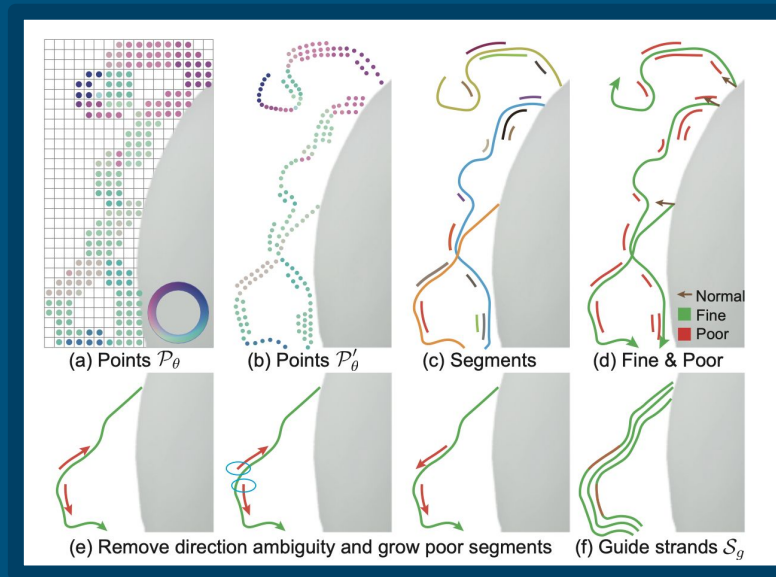 Normal
Fine
Poor
(a) Points 𝒫θ
(b) Points 𝒫′θ
(c) Segments
(d) Fine & Poor
(e) Remove direction ambiguity and grow poor segments
(f) Guide strands 𝒮g